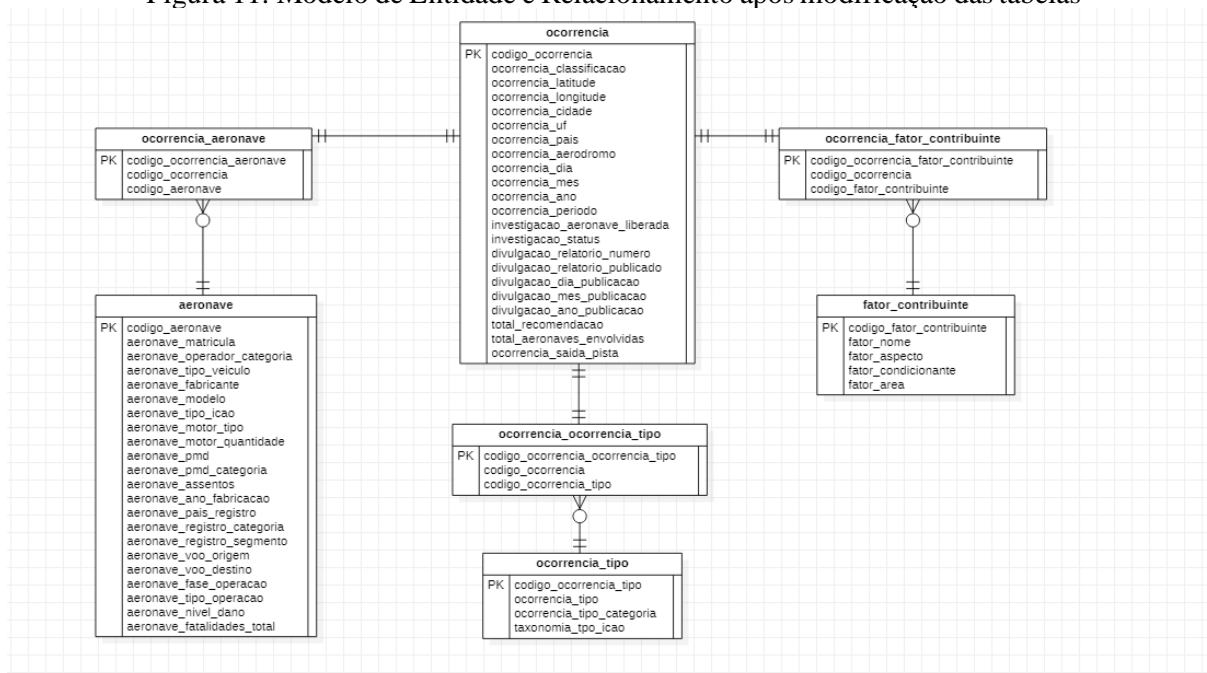 Figura 11: Modelo de Entidade e Relacionamento após modificação das tabelas
ocorrencia
PK codigo_ocorrencia
ocorrencia_classificacao
ocorrencia_latitude
ocorrencia_longitude
ocorrencia_cidade
ocorrencia_uf
ocorrencia_pais
ocorrencia_aerodromo
ocorrencia_dia
ocorrencia_mes
ocorrencia_ano
ocorrencia_periodo
investigacao_aeronave_liberada
investigacao_status
divulgacao_relatorio_numero
divulgacao_relatorio_publicado
divulgacao_dia_publicacao
divulgacao_mes_publicacao
divulgacao_ano_publicacao
total_recomendacao
total_aeronaves_envolvidas
ocorrencia_saida_pista
ocorrencia_aeronave
PK codigo_ocorrencia_aeronave
codigo_ocorrencia
codigo_aeronave
ocorrencia_fator_contribuinte
PK codigo_ocorrencia_fator_contribuinte
codigo_ocorrencia
codigo_fator_contribuinte
aeronave
PK codigo_aeronave
aeronave_matricula
aeronave_operador_categoria
aeronave_tipo_veiculo
aeronave_fabricante
aeronave_modelo
aeronave_tipo_icao
aeronave_motor_tipo
aeronave_motor_quantidade
aeronave_pmd
aeronave_pmd_categoria
aeronave_assentos
aeronave_ano_fabricacao
aeronave_pais_registro
aeronave_registro_categoria
aeronave_registro_segmento
aeronave_voo_origem
aeronave_voo_destino
aeronave_fase_operacao
aeronave_tipo_operacao
aeronave_nivel_dano
aeronave_fatalidades_total
fator_contribuinte
PK codigo_fator_contribuinte
fator_nome
fator_aspecto
fator_condicionante
fator_area
ocorrencia_ocorrencia_tipo
PK codigo_ocorrencia_ocorrencia_tipo
codigo_ocorrencia
codigo_ocorrencia_tipo
ocorrencia_tipo
PK codigo_ocorrencia_tipo
ocorrencia_tipo
ocorrencia_tipo_categoria
taxonomia_tpo_icao